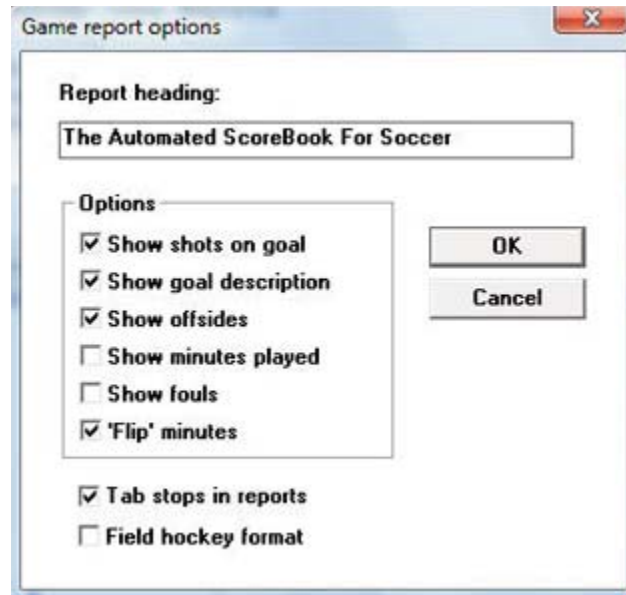 Game report options
Report heading:
The Automated ScoreBook For Soccer
Options
Show shots on goal
Show goal description
Show offsides
Show minutes played
Show fouls
'Flip' minutes
OK
Cancel
Tab stops in reports
Field hockey format